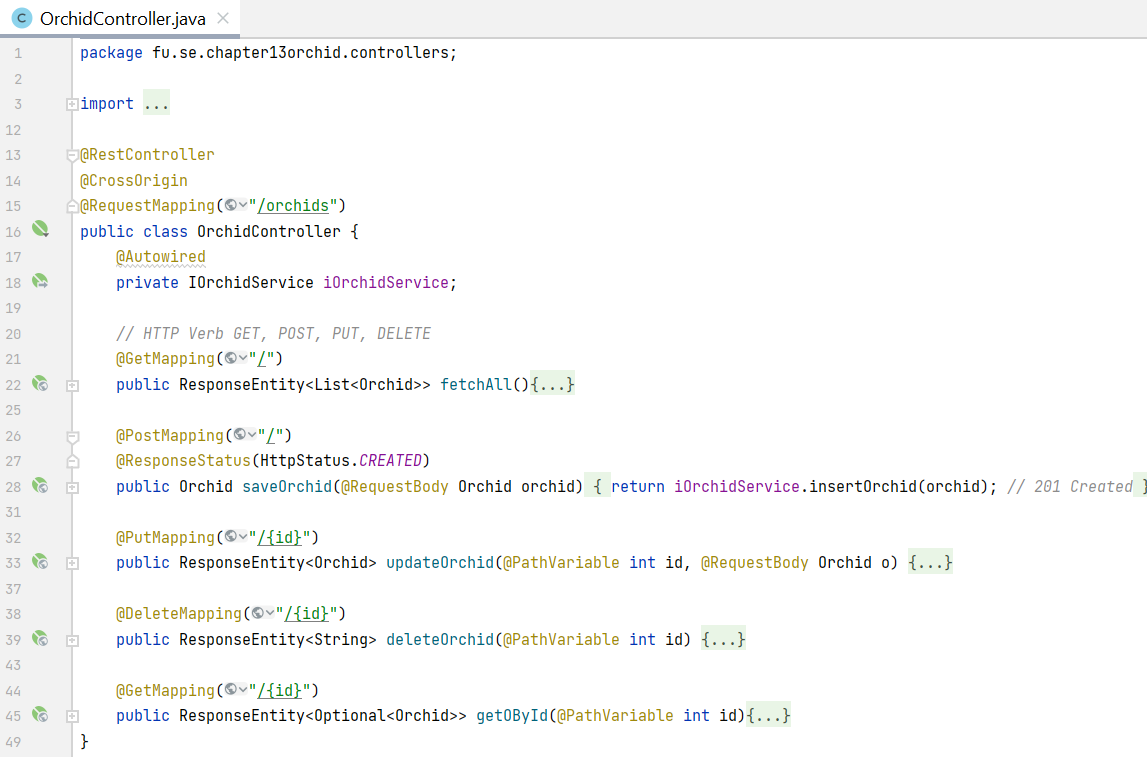 C OrchidController.java
1 package fu.se.chapter13orchid.controllers;
2
3 import ...
12
13 @RestController
14 @CrossOrigin
15 @RequestMapping("/orchids")
16 public class OrchidController {
17 @Autowired
18 private IOrchidService iOrchidService;
19
20 // HTTP Verb GET, POST, PUT, DELETE
21 @GetMapping("/")
22 public ResponseEntity<List<Orchid>> fetchAll(){...}
25
26 @PostMapping("/")
27 @ResponseStatus(HttpStatus.CREATED)
28 public Orchid saveOrchid(@RequestBody Orchid orchid) { return iOrchidService.insertOrchid(orchid); // 201 Created }
31
32 @PutMapping("/{id}")
33 public ResponseEntity<Orchid> updateOrchid(@PathVariable int id, @RequestBody Orchid o) {...}
37
38 @DeleteMapping("/{id}")
39 public ResponseEntity<String> deleteOrchid(@PathVariable int id) {...}
43
44 @GetMapping("/{id}")
45 public ResponseEntity<Optional<Orchid>> getOById(@PathVariable int id){...}
49 }